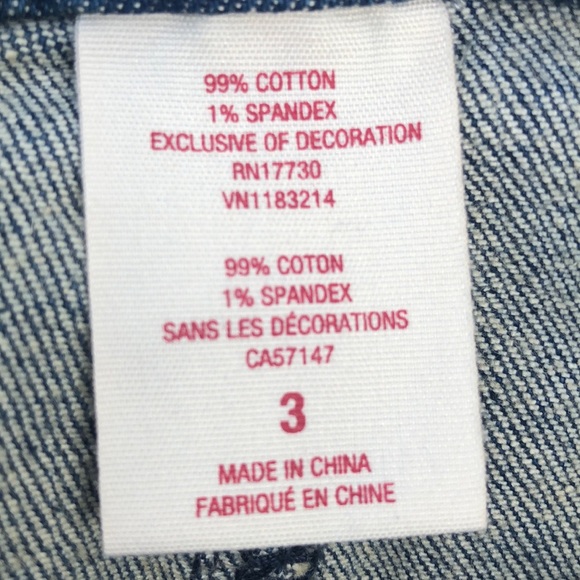 99% COTTON
1% SPANDEX
EXCLUSIVE OF DECORATION
RN17730
VN1183214
99% COTON
1% SPANDEX
SANS LES DÉCORATIONS
CA57147
3
MADE IN CHINA
FABRIQUÉ EN CHINE